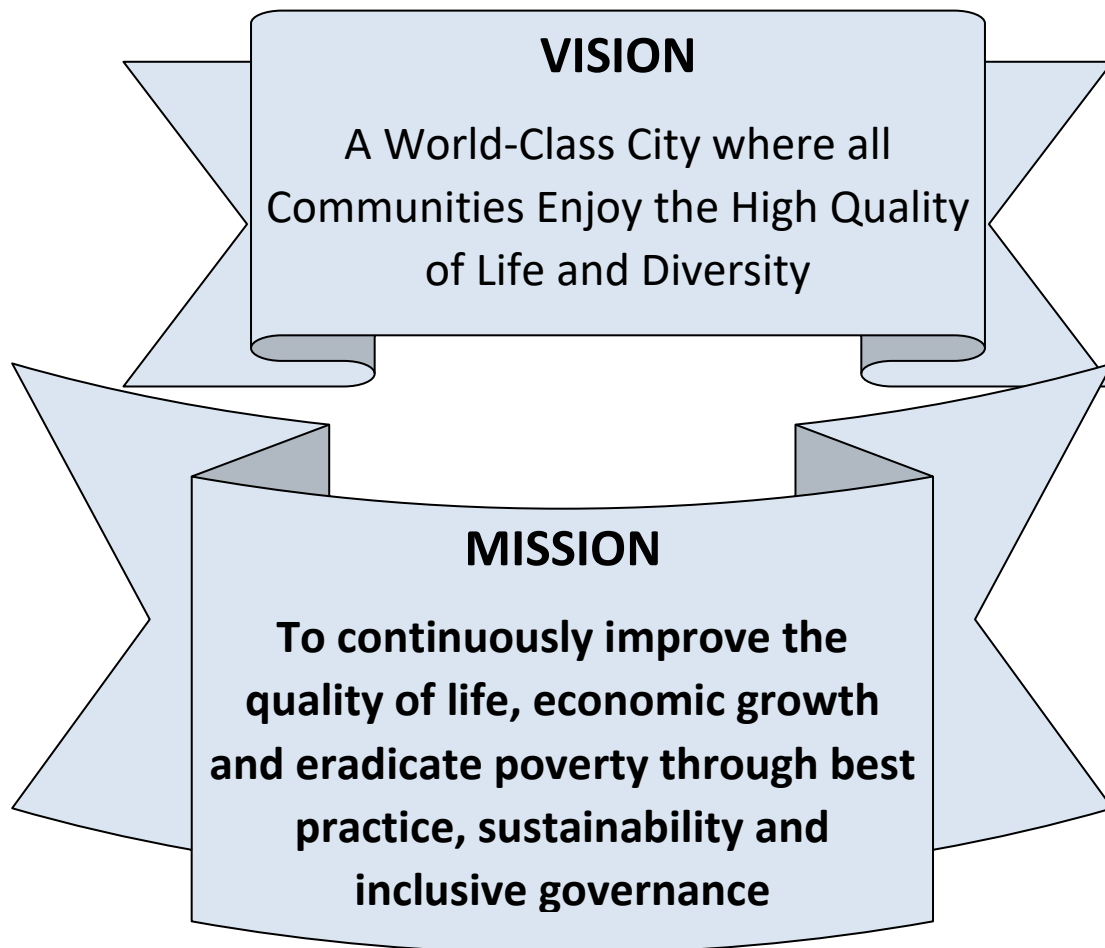 VISION
A World-Class City where all
Communities Enjoy the High Quality
of Life and Diversity
MISSION
To continuously improve the
quality of life, economic growth
and eradicate poverty through best
practice, sustainability and
inclusive governance